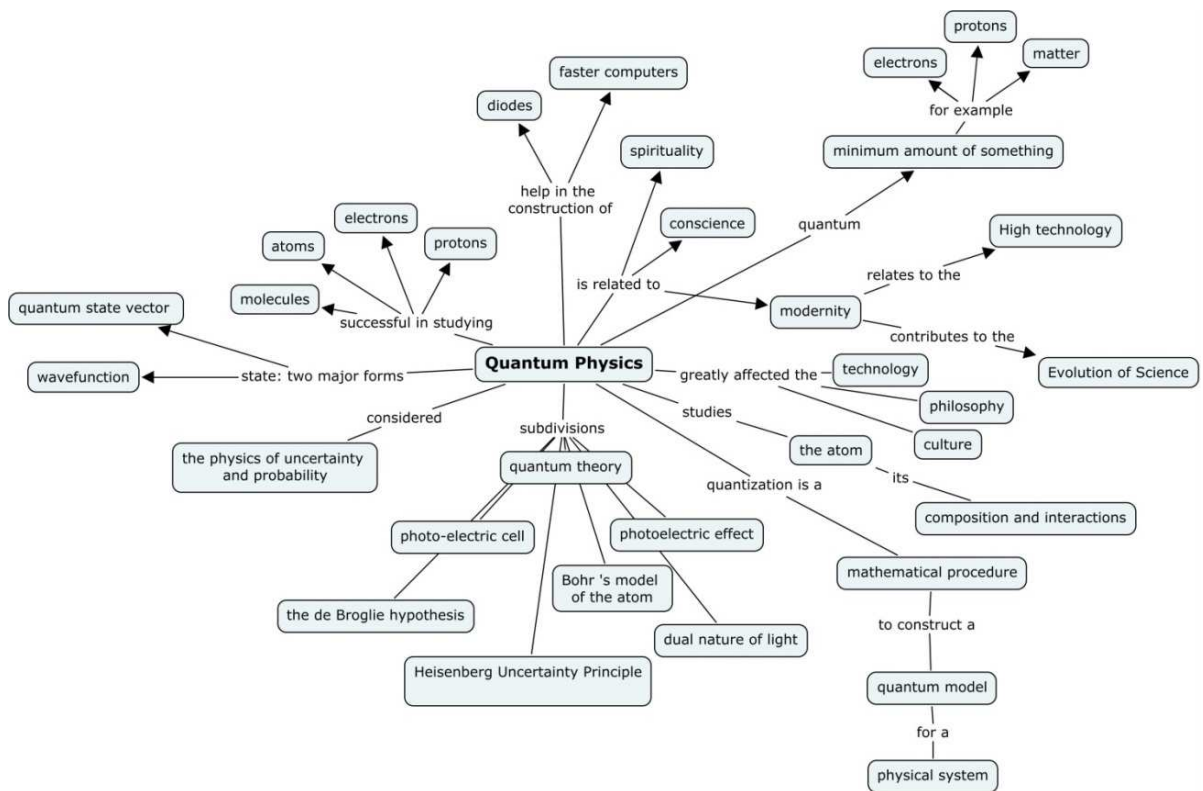 protons
electrons
matter
for example
minimum amount of something
faster computers
diodes
spirituality
help in the
construction of
conscience
quantum
High technology
electrons
atoms
protons
molecules
successful in studying
is related to
relates to the
modernity
contributes to the
Evolution of Science
quantum state vector
wavefunction
state: two major forms
Quantum Physics
greatly affected the
technology
philosophy
culture
considered
the physics of uncertainty
and probability
subdivisions
quantum theory
studies
the atom
its
composition and interactions
quantization is a
photo-electric cell
photoelectric effect
Bohr 's model
of the atom
the de Broglie hypothesis
dual nature of light
Heisenberg Uncertainty Principle
mathematical procedure
to construct a
quantum model
for a
physical system